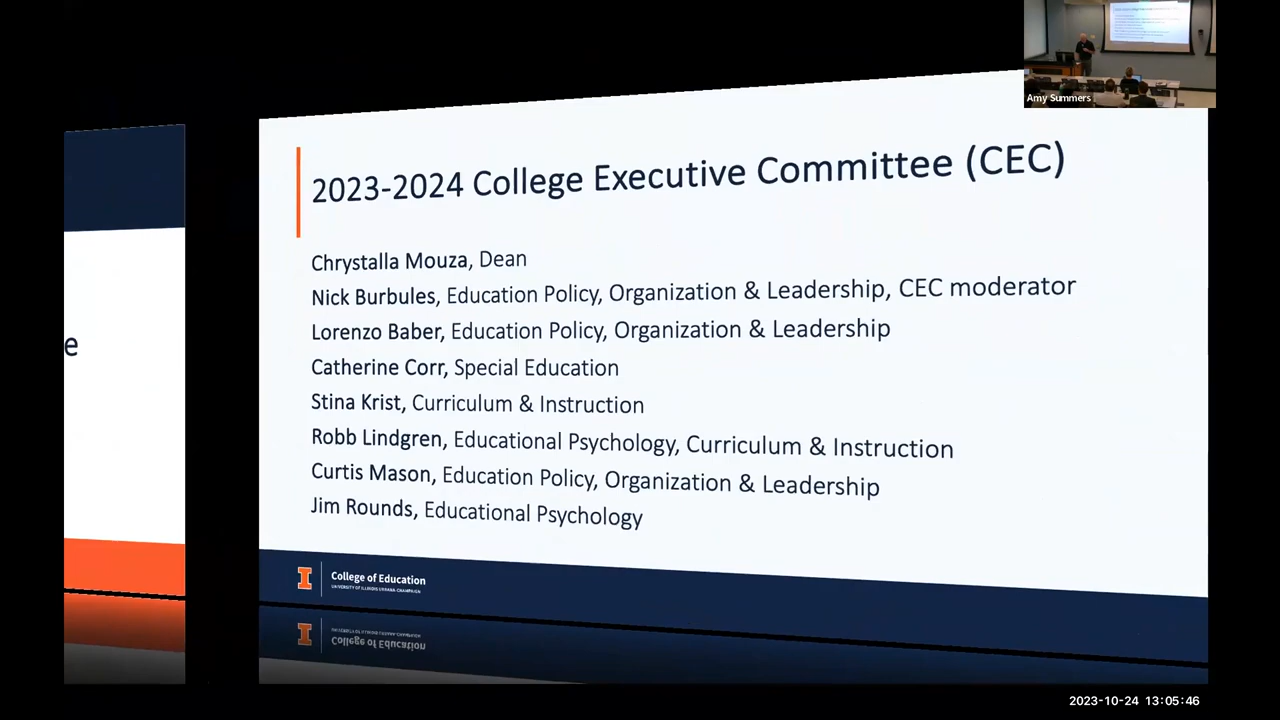 Amy Summers
e
2023-2024 College Executive Committee (CEC)
Chrystalla Mouza, Dean
Nick Burbules, Education Policy, Organization & Leadership, CEC moderator
Lorenzo Baber, Education Policy, Organization & Leadership
Catherine Corr, Special Education
Stina Krist, Curriculum & Instruction
Robb Lindgren, Educational Psychology, Curriculum & Instruction
Curtis Mason, Education Policy, Organization & Leadership
Jim Rounds, Educational Psychology
I
College of Education
UNIVERSITY OF ILLINOIS URBANA-CHAMPAIGN
2023-10-24 13:05:46